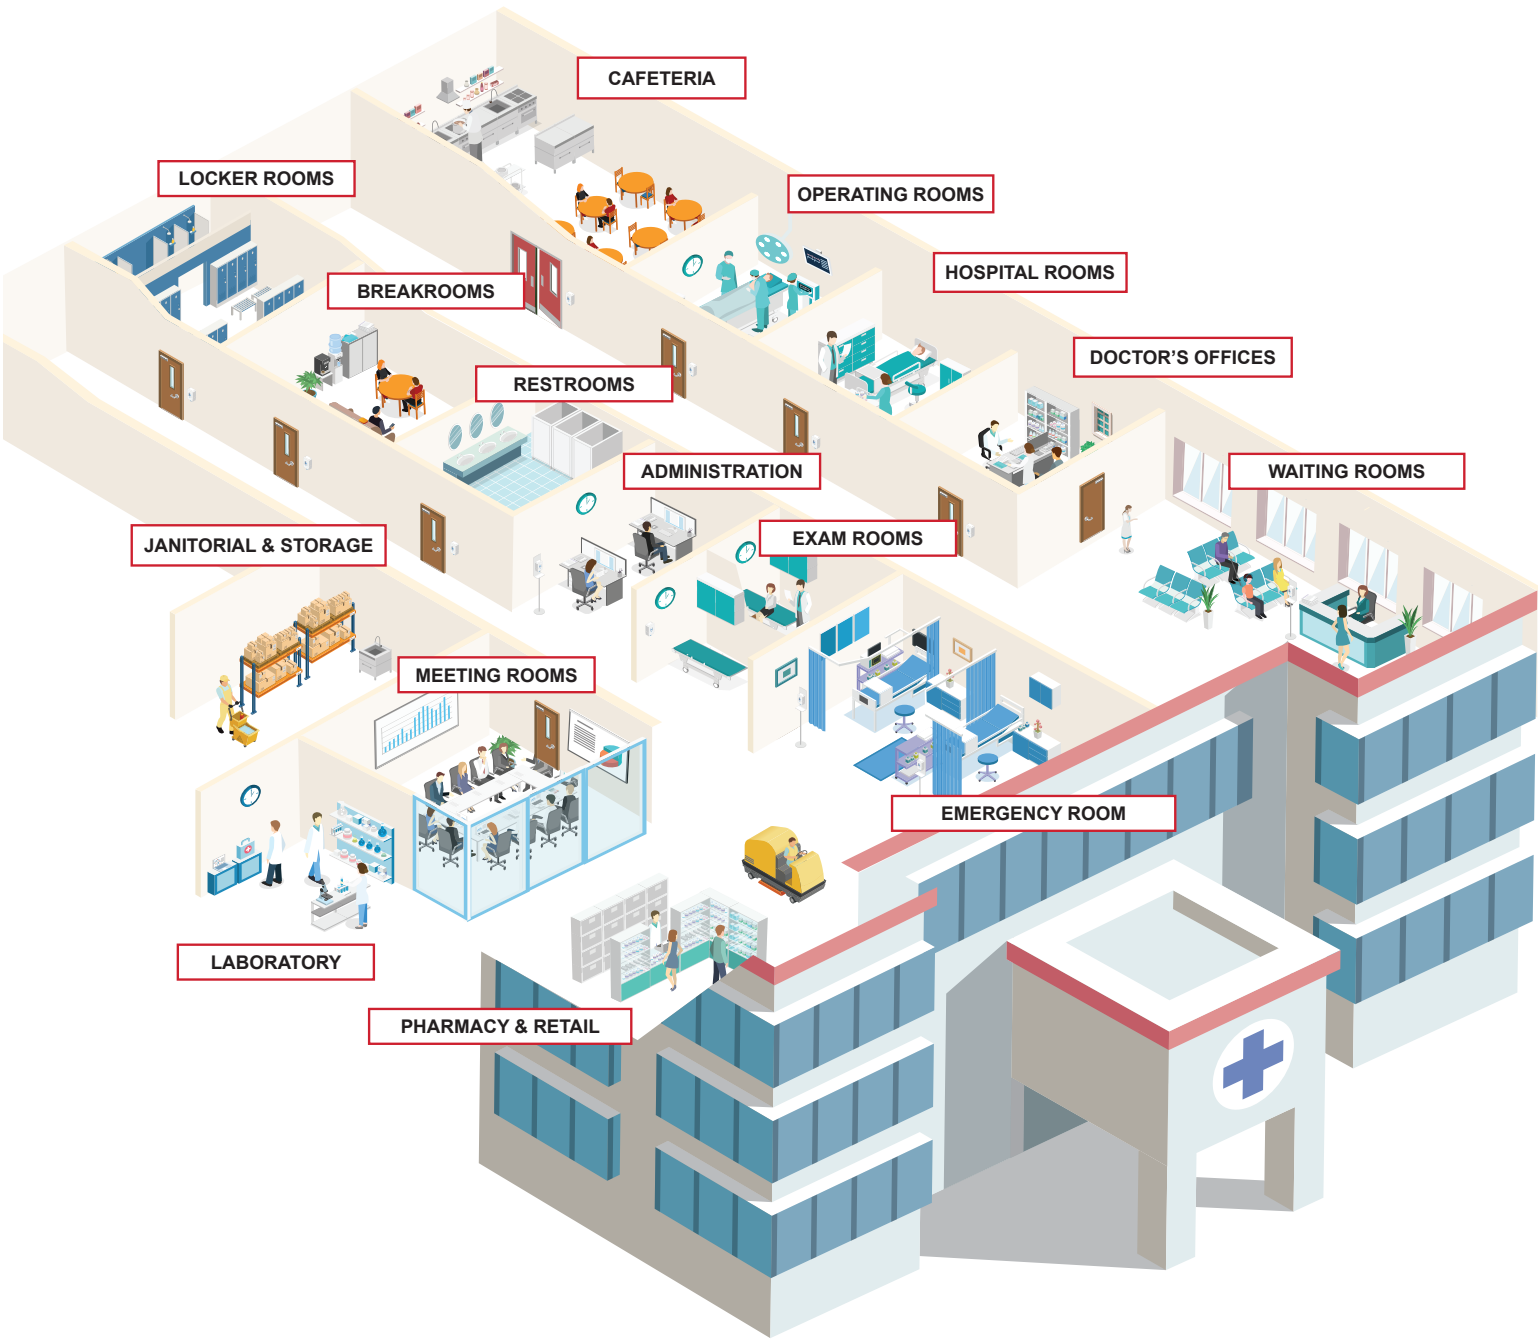 CAFETERIA
LOCKER ROOMS
OPERATING ROOMS
HOSPITAL ROOMS
BREAKROOMS
DOCTOR'S OFFICES
RESTROOMS
ADMINISTRATION
WAITING ROOMS
JANITORIAL & STORAGE
EXAM ROOMS
MEETING ROOMS
EMERGENCY ROOM
LABORATORY
PHARMACY & RETAIL